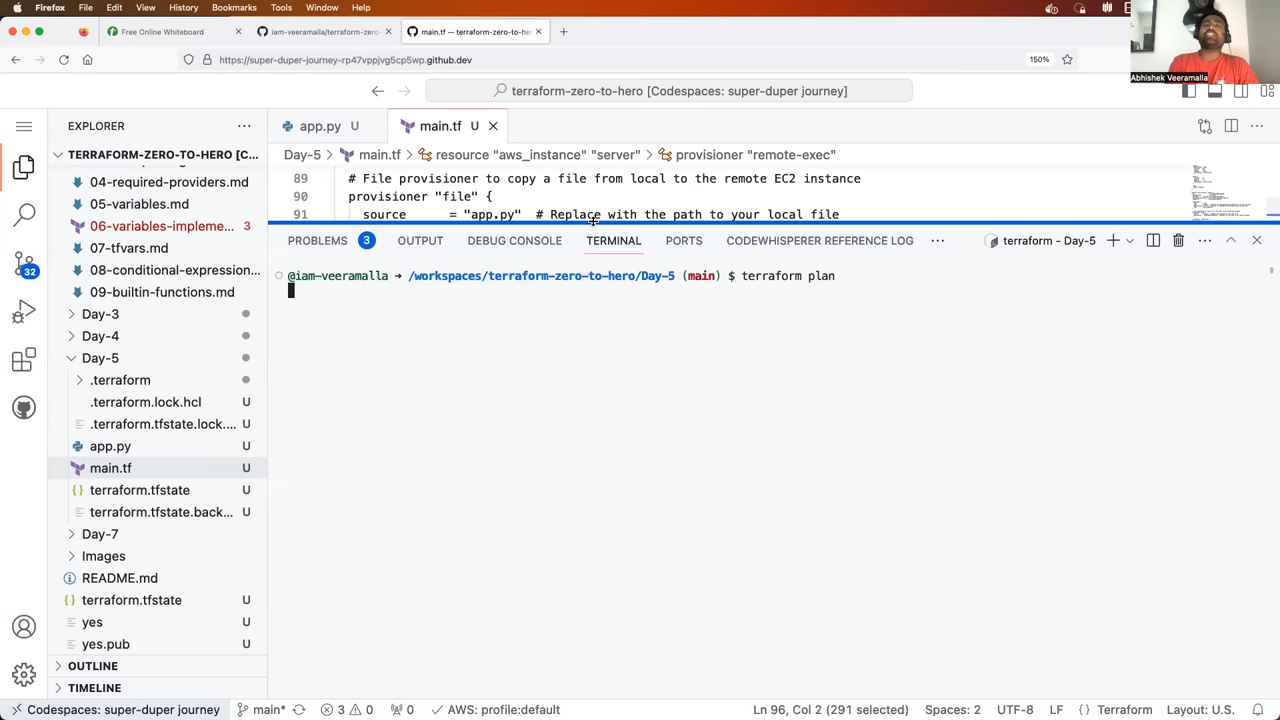 Firefox File Edit View History Bookmarks Tools Window Help
Free Online Whiteboard
iam-veeramalla/terraform-zero-
main.tf — terraform-zero-to-he
https://super-duper-journey-rp47vppjvg5cp5wp.github.dev
150%
Abhishek Veeramalla
terraform-zero-to-hero [Codespaces: super-duper journey]
EXPLORER
app.py U
main.tf U
TERRAFORM-ZERO-TO-HERO [C...
Day-5 > main.tf > resource "aws_instance" "server" > provisioner "remote-exec"
04-required-providers.md
05-variables.md
06-variables-impleme... 3
07-tfvars.md
08-conditional-expression...
09-builtin-functions.md
Day-3
Day-4
Day-5
.terraform
.terraform.lock.hcl U
.terraform.tfstate.lock.... U
app.py U
main.tf U
terraform.tfstate U
terraform.tfstate.back... U
Day-7
Images
README.md
terraform.tfstate U
yes U
yes.pub U
OUTLINE
TIMELINE
32
89 # File provisioner to copy a file from local to the remote EC2 instance
90 provisioner "file" {
91 source = "app.py" # Replace with the path to your local file
PROBLEMS 3 OUTPUT DEBUG CONSOLE TERMINAL PORTS CODEWHISPERER REFERENCE LOG ... terraform - Day-5
@iam-veeramalla → /workspaces/terraform-zero-to-hero/Day-5 (main) $ terraform plan
Codespaces: super-duper journey main* 3 0 0 AWS: profile:default Ln 96, Col 2 (291 selected) Spaces: 2 UTF-8 LF {} Terraform Layout: U.S.